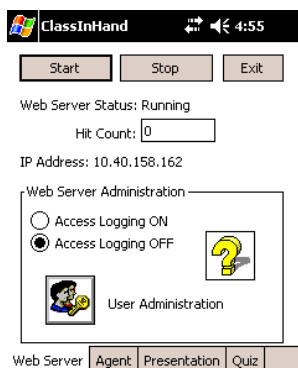 ClassInHand 4:55
Start Stop Exit
Web Server Status: Running
Hit Count: 0
IP Address: 10.40.158.162
Web Server Administration
Access Logging ON
Access Logging OFF
?
User Administration
Web Server Agent Presentation Quiz